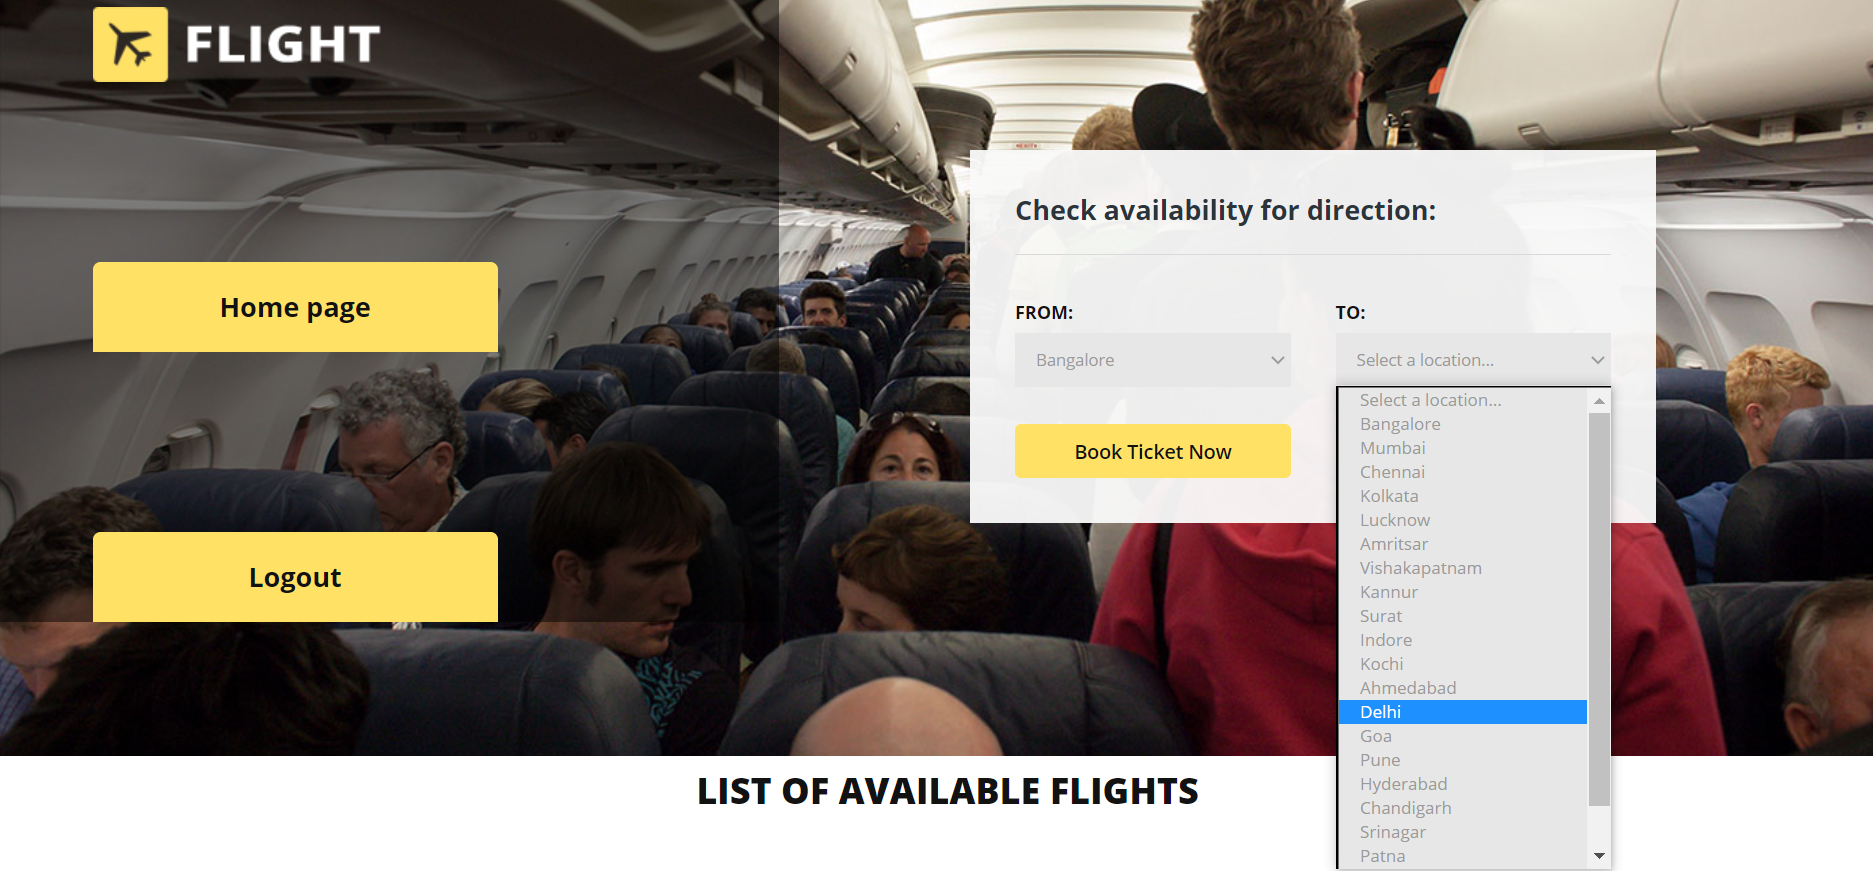 FLIGHT
Home page
Logout
Check availability for direction:
FROM:
Bangalore
Book Ticket Now
TO:
Select a location...
Select a location...
Bangalore
Mumbai
Chennai
Kolkata
Lucknow
Amritsar
Vishakapatnam
Kannur
Surat
Indore
Kochi
Ahmedabad
Delhi
Goa
Pune
Hyderabad
Chandigarh
Srinagar
Patna
LIST OF AVAILABLE FLIGHTS